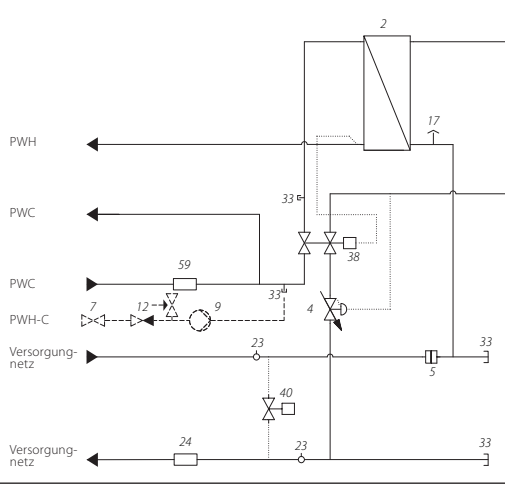 2
PWH
17
33
PWC
38
59
PWC
33
4
7
12
9
PWH-C
23
33
Versorgung-
netz
5
40
24
23
33
Versorgung-
netz